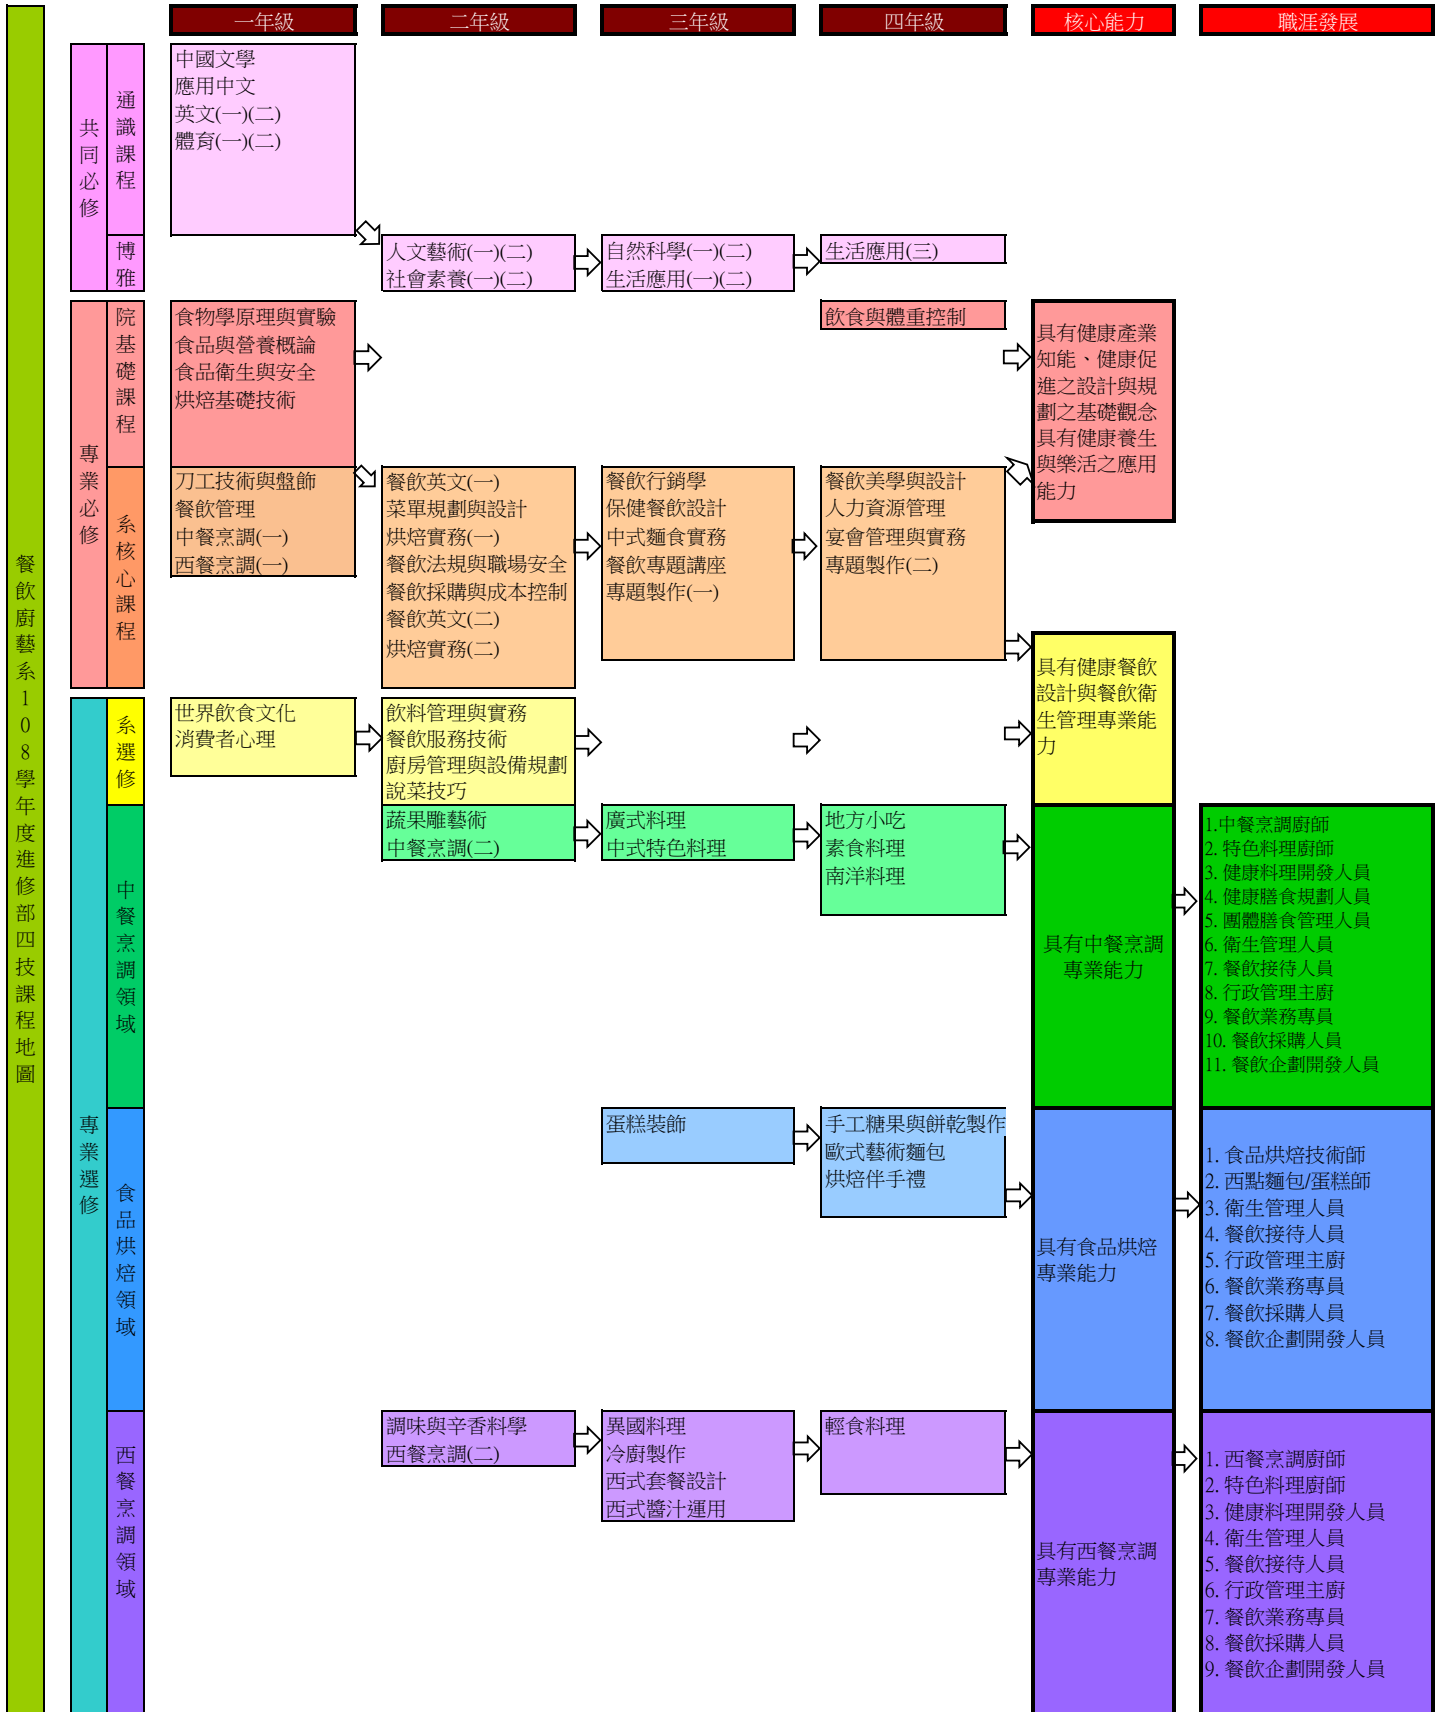 餐飲廚藝系108學年度進修部四技課程地圖
一年級
二年級
三年級
四年級
核心能力
職涯發展
共同必修
通識課程
中國文學
應用中文
英文(一)(二)
體育(一)(二)
博雅
人文藝術(一)(二)
社會素養(一)(二)
自然科學(一)(二)
生活應用(一)(二)
生活應用(三)
專業必修
院基礎課程
食物學原理與實驗
食品與營養概論
食品衛生與安全
烘焙基礎技術
飲食與體重控制
具有健康產業
知能、健康促
進之設計與規
劃之基礎觀念
具有健康養生
與樂活之應用
能力
系核心課程
刀工技術與盤飾
餐飲管理
中餐烹調(一)
西餐烹調(一)
餐飲英文(一)
菜單規劃與設計
烘焙實務(一)
餐飲法規與職場安全
餐飲採購與成本控制
餐飲英文(二)
烘焙實務(二)
餐飲行銷學
保健餐飲設計
中式麵食實務
餐飲專題講座
專題製作(一)
餐飲美學與設計
人力資源管理
宴會管理與實務
專題製作(二)
具有健康餐飲
設計與餐飲衛
生管理專業能
力
專業選修
系選修
世界飲食文化
消費者心理
飲料管理與實務
餐飲服務技術
廚房管理與設備規劃
說菜技巧
中餐烹調領域
蔬果雕藝術
中餐烹調(二)
廣式料理
中式特色料理
地方小吃
素食料理
南洋料理
具有中餐烹調
專業能力
1.中餐烹調廚師
2. 特色料理廚師
3. 健康料理開發人員
4. 健康膳食規劃人員
5. 團體膳食管理人員
6. 衛生管理人員
7. 餐飲接待人員
8. 行政管理主廚
9. 餐飲業務專員
10. 餐飲採購人員
11. 餐飲企劃開發人員
食品烘焙領域
蛋糕裝飾
手工糖果與餅乾製作
歐式藝術麵包
烘焙伴手禮
具有食品烘焙
專業能力
1. 食品烘焙技術師
2. 西點麵包/蛋糕師
3. 衛生管理人員
4. 餐飲接待人員
5. 行政管理主廚
6. 餐飲業務專員
7. 餐飲採購人員
8. 餐飲企劃開發人員
西餐烹調領域
調味與辛香料學
西餐烹調(二)
異國料理
冷廚製作
西式套餐設計
西式醬汁運用
輕食料理
具有西餐烹調
專業能力
1. 西餐烹調廚師
2. 特色料理廚師
3. 健康料理開發人員
4. 衛生管理人員
5. 餐飲接待人員
6. 行政管理主廚
7. 餐飲業務專員
8. 餐飲採購人員
9. 餐飲企劃開發人員